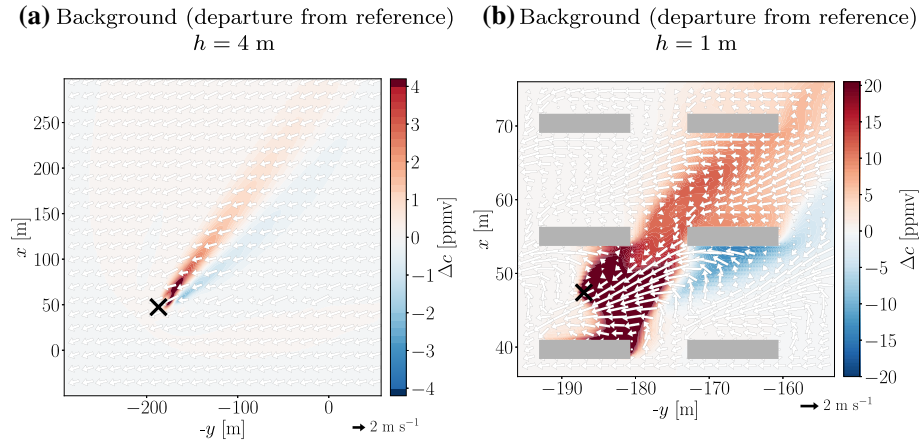 (a) Background (departure from reference)
h = 4 m
250
200
150
100
50
0
x [m]
−200
−100
0
-y [m]
2 m s⁻¹
4
3
2
1
0
−1
−2
−3
−4
Δc [ppmv]
(b) Background (departure from reference)
h = 1 m
70
60
50
40
x [m]
−190
−180
−170
−160
-y [m]
2 m s⁻¹
20
15
10
5
0
−5
−10
−15
−20
Δc [ppmv]